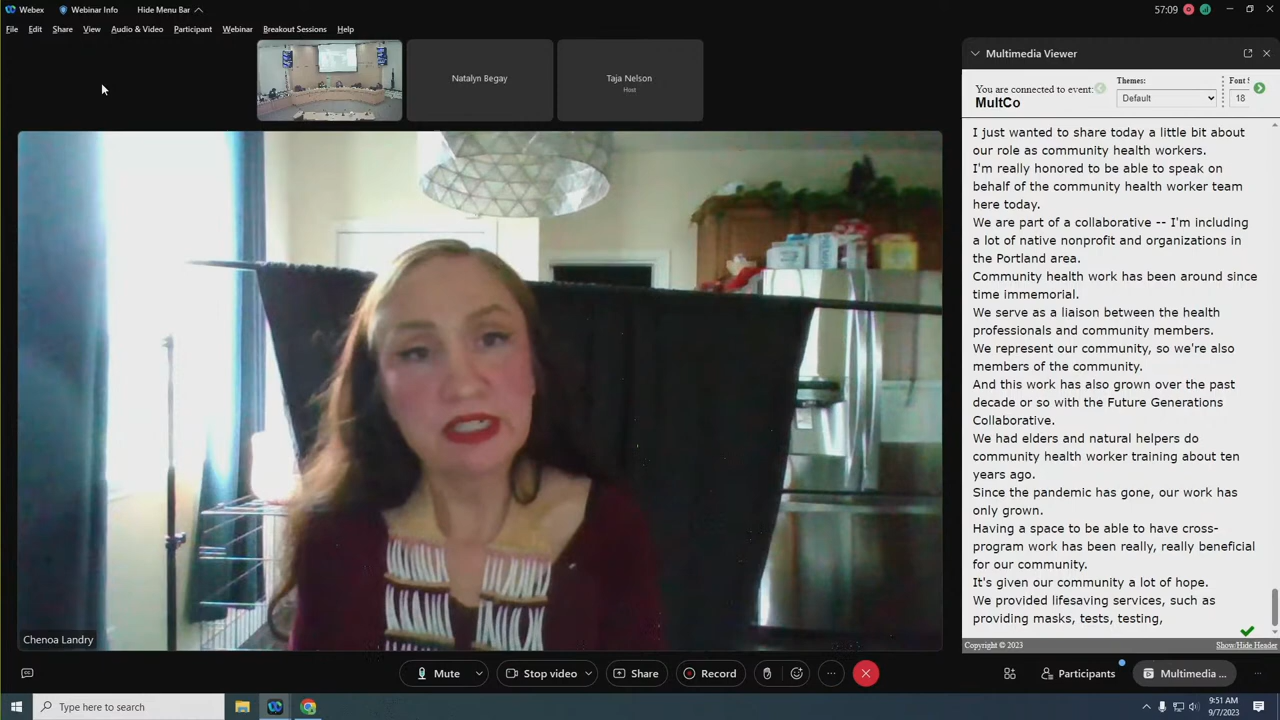 Webex
Webinar Info
Hide Menu Bar
57:09
File
Edit
Share
View
Audio & Video
Participant
Webinar
Breakout Sessions
Help
Natalyn Begay
Taja Nelson
Host
Multimedia Viewer
You are connected to event:
MultCo
Themes:
Default
Font S
18
I just wanted to share today a little bit about
our role as community health workers.
I'm really honored to be able to speak on
behalf of the community health worker team
here today.
We are part of a collaborative -- I'm including
a lot of native nonprofit and organizations in
the Portland area.
Community health work has been around since
time immemorial.
We serve as a liaison between the health
professionals and community members.
We represent our community, so we're also
members of the community.
And this work has also grown over the past
decade or so with the Future Generations
Collaborative.
We had elders and natural helpers do
community health worker training about ten
years ago.
Since the pandemic has gone, our work has
only grown.
Having a space to be able to have cross-
program work has been really, really beneficial
for our community.
It's given our community a lot of hope.
We provided lifesaving services, such as
providing masks, tests, testing,
Chenoa Landry
Copyright © 2023
Show/Hide Header
Mute
Stop video
Share
Record
Participants
Multimedia ...
Type here to search
9:51 AM
9/7/2023